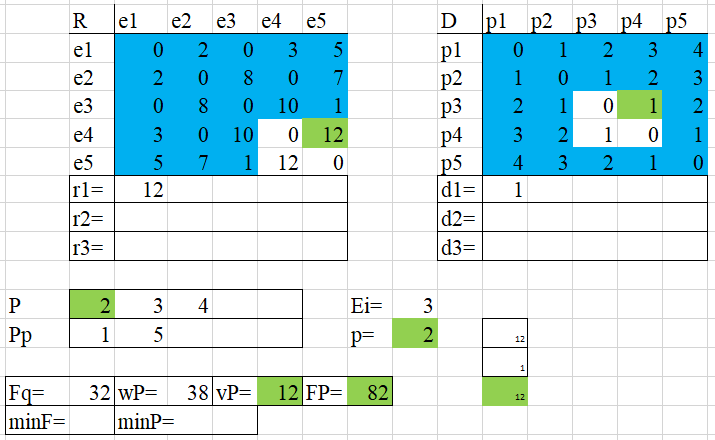 R e1 e2 e3 e4 e5 D p1 p2 p3 p4 p5
e1 0 2 0 3 5 p1 0 1 2 3 4
e2 2 0 8 0 7 p2 1 0 1 2 3
e3 0 8 0 10 1 p3 2 1 0 1 2
e4 3 0 10 0 12 p4 3 2 1 0 1
e5 5 7 1 12 0 p5 4 3 2 1 0
r1= 12 d1= 1
r2= d2=
r3= d3=
P 2 3 4 Ei= 3
Pp 1 5 p= 2 12
1
Fq= 32 wP= 38 vP= 12 FP= 82 12
minF= minP=